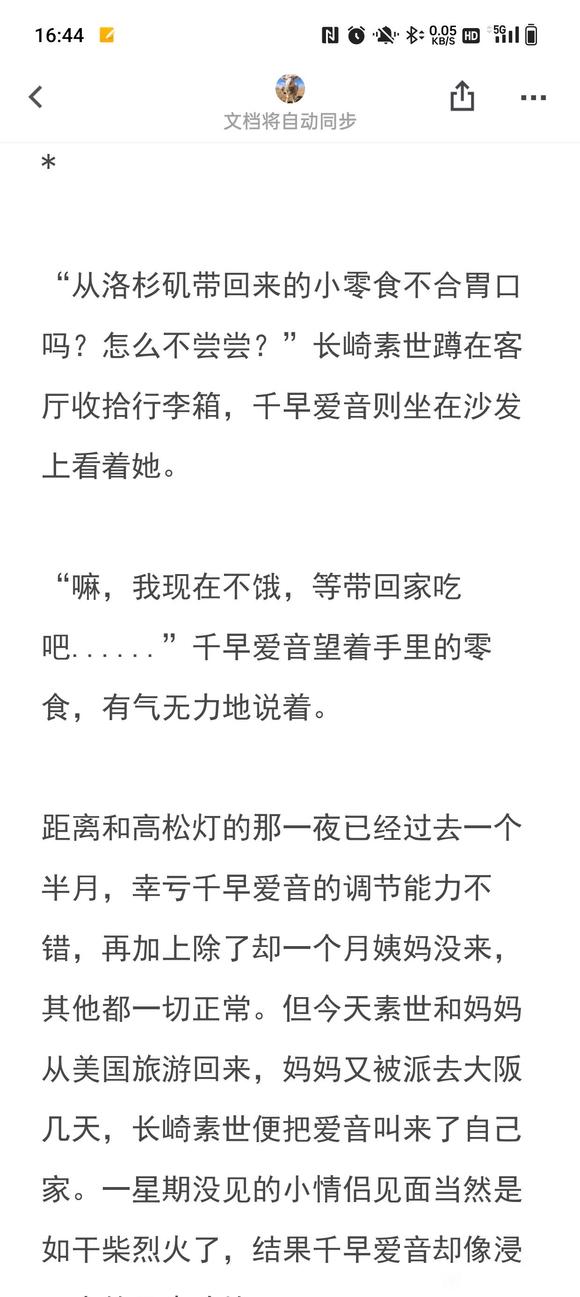 16:44
0.05
KB/S
HD
5G
文档将自动同步
*
“从洛杉矶带回来的小零食不合胃口
吗？怎么不尝尝？”长崎素世蹲在客
厅收拾行李箱，千早爱音则坐在沙发
上看着她。
“嘛，我现在不饿，等带回家吃
吧......”千早爱音望着手里的零
食，有气无力地说着。
距离和高松灯的那一夜已经过去一个
半月，幸亏千早爱音的调节能力不
错，再加上除了却一个月姨妈没来，
其他都一切正常。但今天素世和妈妈
从美国旅游回来，妈妈又被派去大阪
几天，长崎素世便把爱音叫来了自己
家。一星期没见的小情侣见面当然是
如干柴烈火了，结果千早爱音却像浸